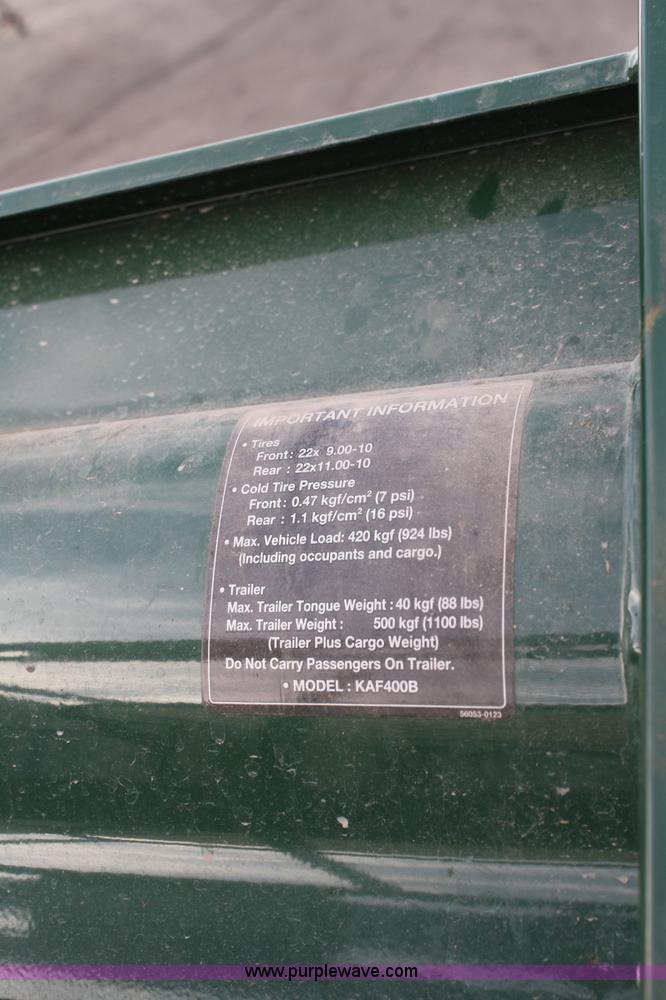 IMPORTANT INFORMATION
• Tires
Front: 22x 9.00-10
Rear : 22x11.00-10
• Cold Tire Pressure
Front: 0.47 kgf/cm² (7 psi)
Rear : 1.1 kgf/cm² (16 psi)
• Max. Vehicle Load: 420 kgf (924 lbs)
(Including occupants and cargo.)
• Trailer
Max. Trailer Tongue Weight : 40 kgf (88 lbs)
Max. Trailer Weight : 500 kgf (1100 lbs)
(Trailer Plus Cargo Weight)
Do Not Carry Passengers On Trailer.
• MODEL : KAF400B
56053-0123
www.purplewave.com